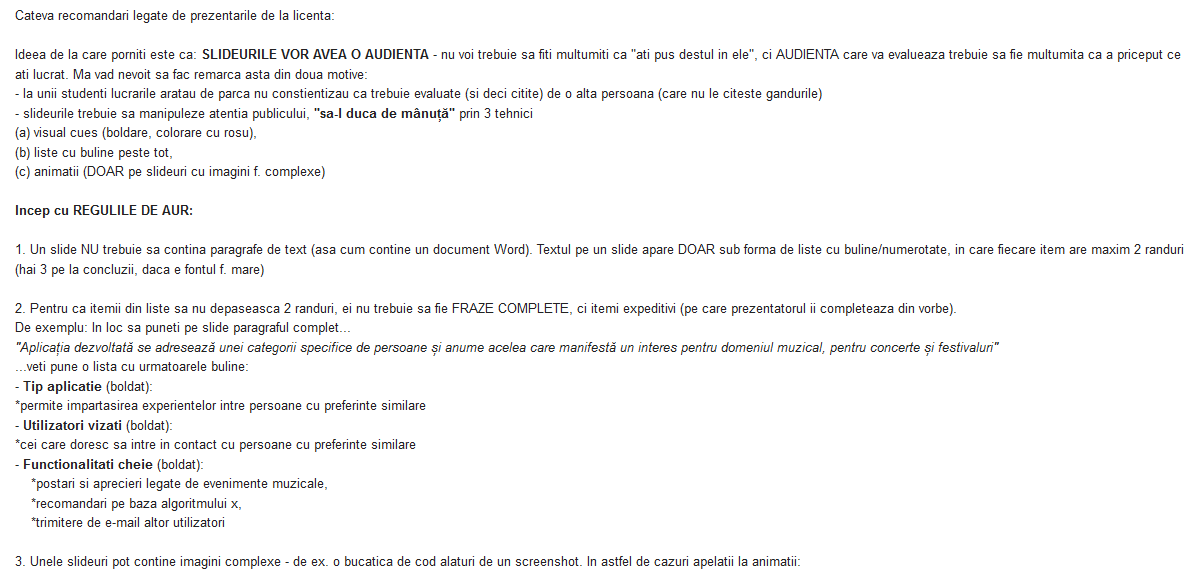 Cateva recomandari legate de prezentarile de la licenta:
Ideea de la care porniti este ca: SLIDEURILE VOR AVEA O AUDIENTA - nu voi trebuie sa fiti multumiti ca "ati pus destul in ele", ci AUDIENTA care va evalueaza trebuie sa fie multumita ca a priceput ce
ati lucrat. Ma vad nevoit sa fac remarca asta din doua motive:
- la unii studenti lucrarile aratau de parca nu constientizau ca trebuie evaluate (si deci citite) de o alta persoana (care nu le citeste gandurile)
- slideurile trebuie sa manipuleze atentia publicului, "sa-l duca de mânuță" prin 3 tehnici
(a) visual cues (boldare, colorare cu rosu),
(b) liste cu buline peste tot,
(c) animatii (DOAR pe slideuri cu imagini f. complexe)
Incep cu REGULILE DE AUR:
1. Un slide NU trebuie sa contina paragrafe de text (asa cum contine un document Word). Textul pe un slide apare DOAR sub forma de liste cu buline/numerotate, in care fiecare item are maxim 2 randuri
(hai 3 pe la concluzii, daca e fontul f. mare)
2. Pentru ca itemii din liste sa nu depaseasca 2 randuri, ei nu trebuie sa fie FRAZE COMPLETE, ci itemi expeditivi (pe care prezentatorul ii completeaza din vorbe).
De exemplu: In loc sa puneti pe slide paragraful complet...
"Aplicația dezvoltată se adresează unei categorii specifice de persoane și anume acelea care manifestă un interes pentru domeniul muzical, pentru concerte și festivaluri"
...veti pune o lista cu urmatoarele buline:
- Tip aplicatie (boldat):
*permite impartasirea experientelor intre persoane cu preferinte similare
- Utilizatori vizati (boldat):
*cei care doresc sa intre in contact cu persoane cu preferinte similare
- Functionalitati cheie (boldat):
*postari si aprecieri legate de evenimente muzicale,
*recomandari pe baza algoritmului x,
*trimitere de e-mail altor utilizatori
3. Unele slideuri pot contine imagini complexe - de ex. o bucatica de cod alaturi de un screenshot. In astfel de cazuri apelati la animatii: